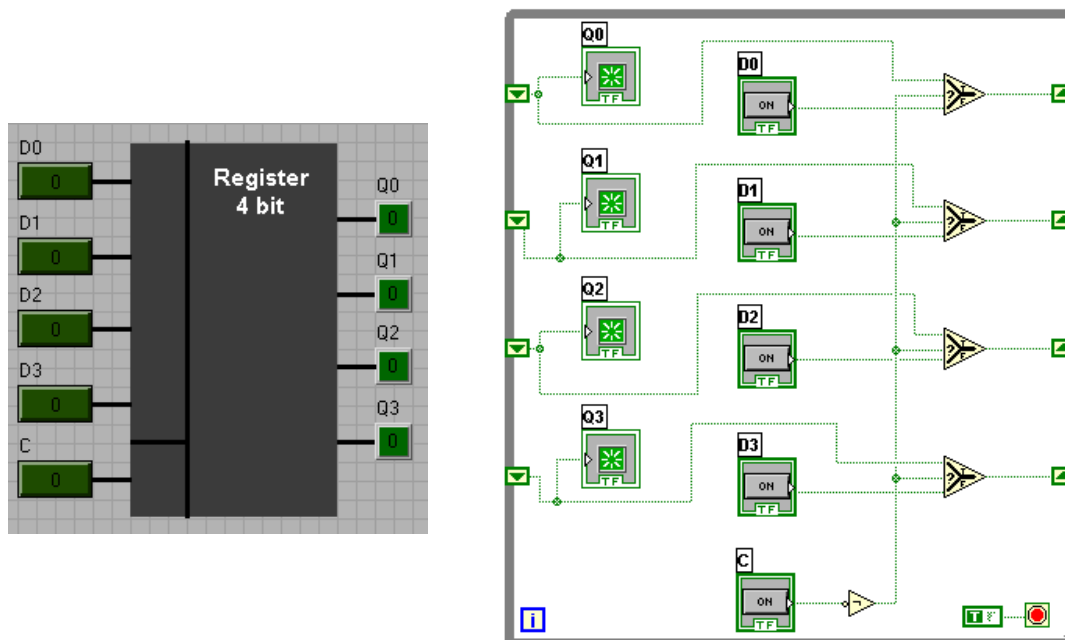 D0
0
D1
0
D2
0
D3
0
C
0
Register
4 bit
Q0
0
Q1
0
Q2
0
Q3
0
Q0
TF
D0
ON
TF
?
T
F
Q1
TF
D1
ON
TF
?
T
F
Q2
TF
D2
ON
TF
?
T
F
Q3
TF
D3
ON
TF
?
T
F
C
ON
TF
i
T